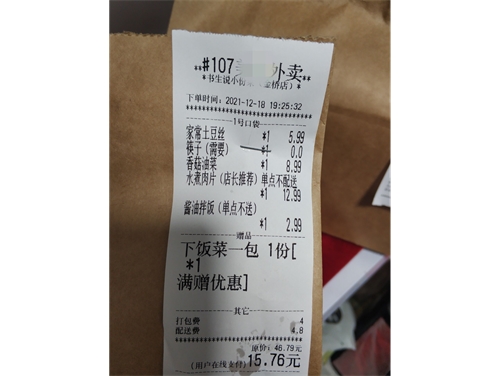 **#107 外卖**
*书生说小 桥店）*
下单时间：2021-12-18 19:25:32
********************************
1号口袋
家常土豆丝 *1 5.99
筷子（需要） *1 0.0
香菇油菜 *1 8.99
水煮肉片（店长推荐）单点不配送
*1 12.99
酱油拌饭（单点不送）
*1 2.99
赠品
下饭菜一包 1份[
*1
满赠优惠]
其它
打包费 4
配送费 4.8
********************************
原价：46.79元
(用户在线支付)15.76元